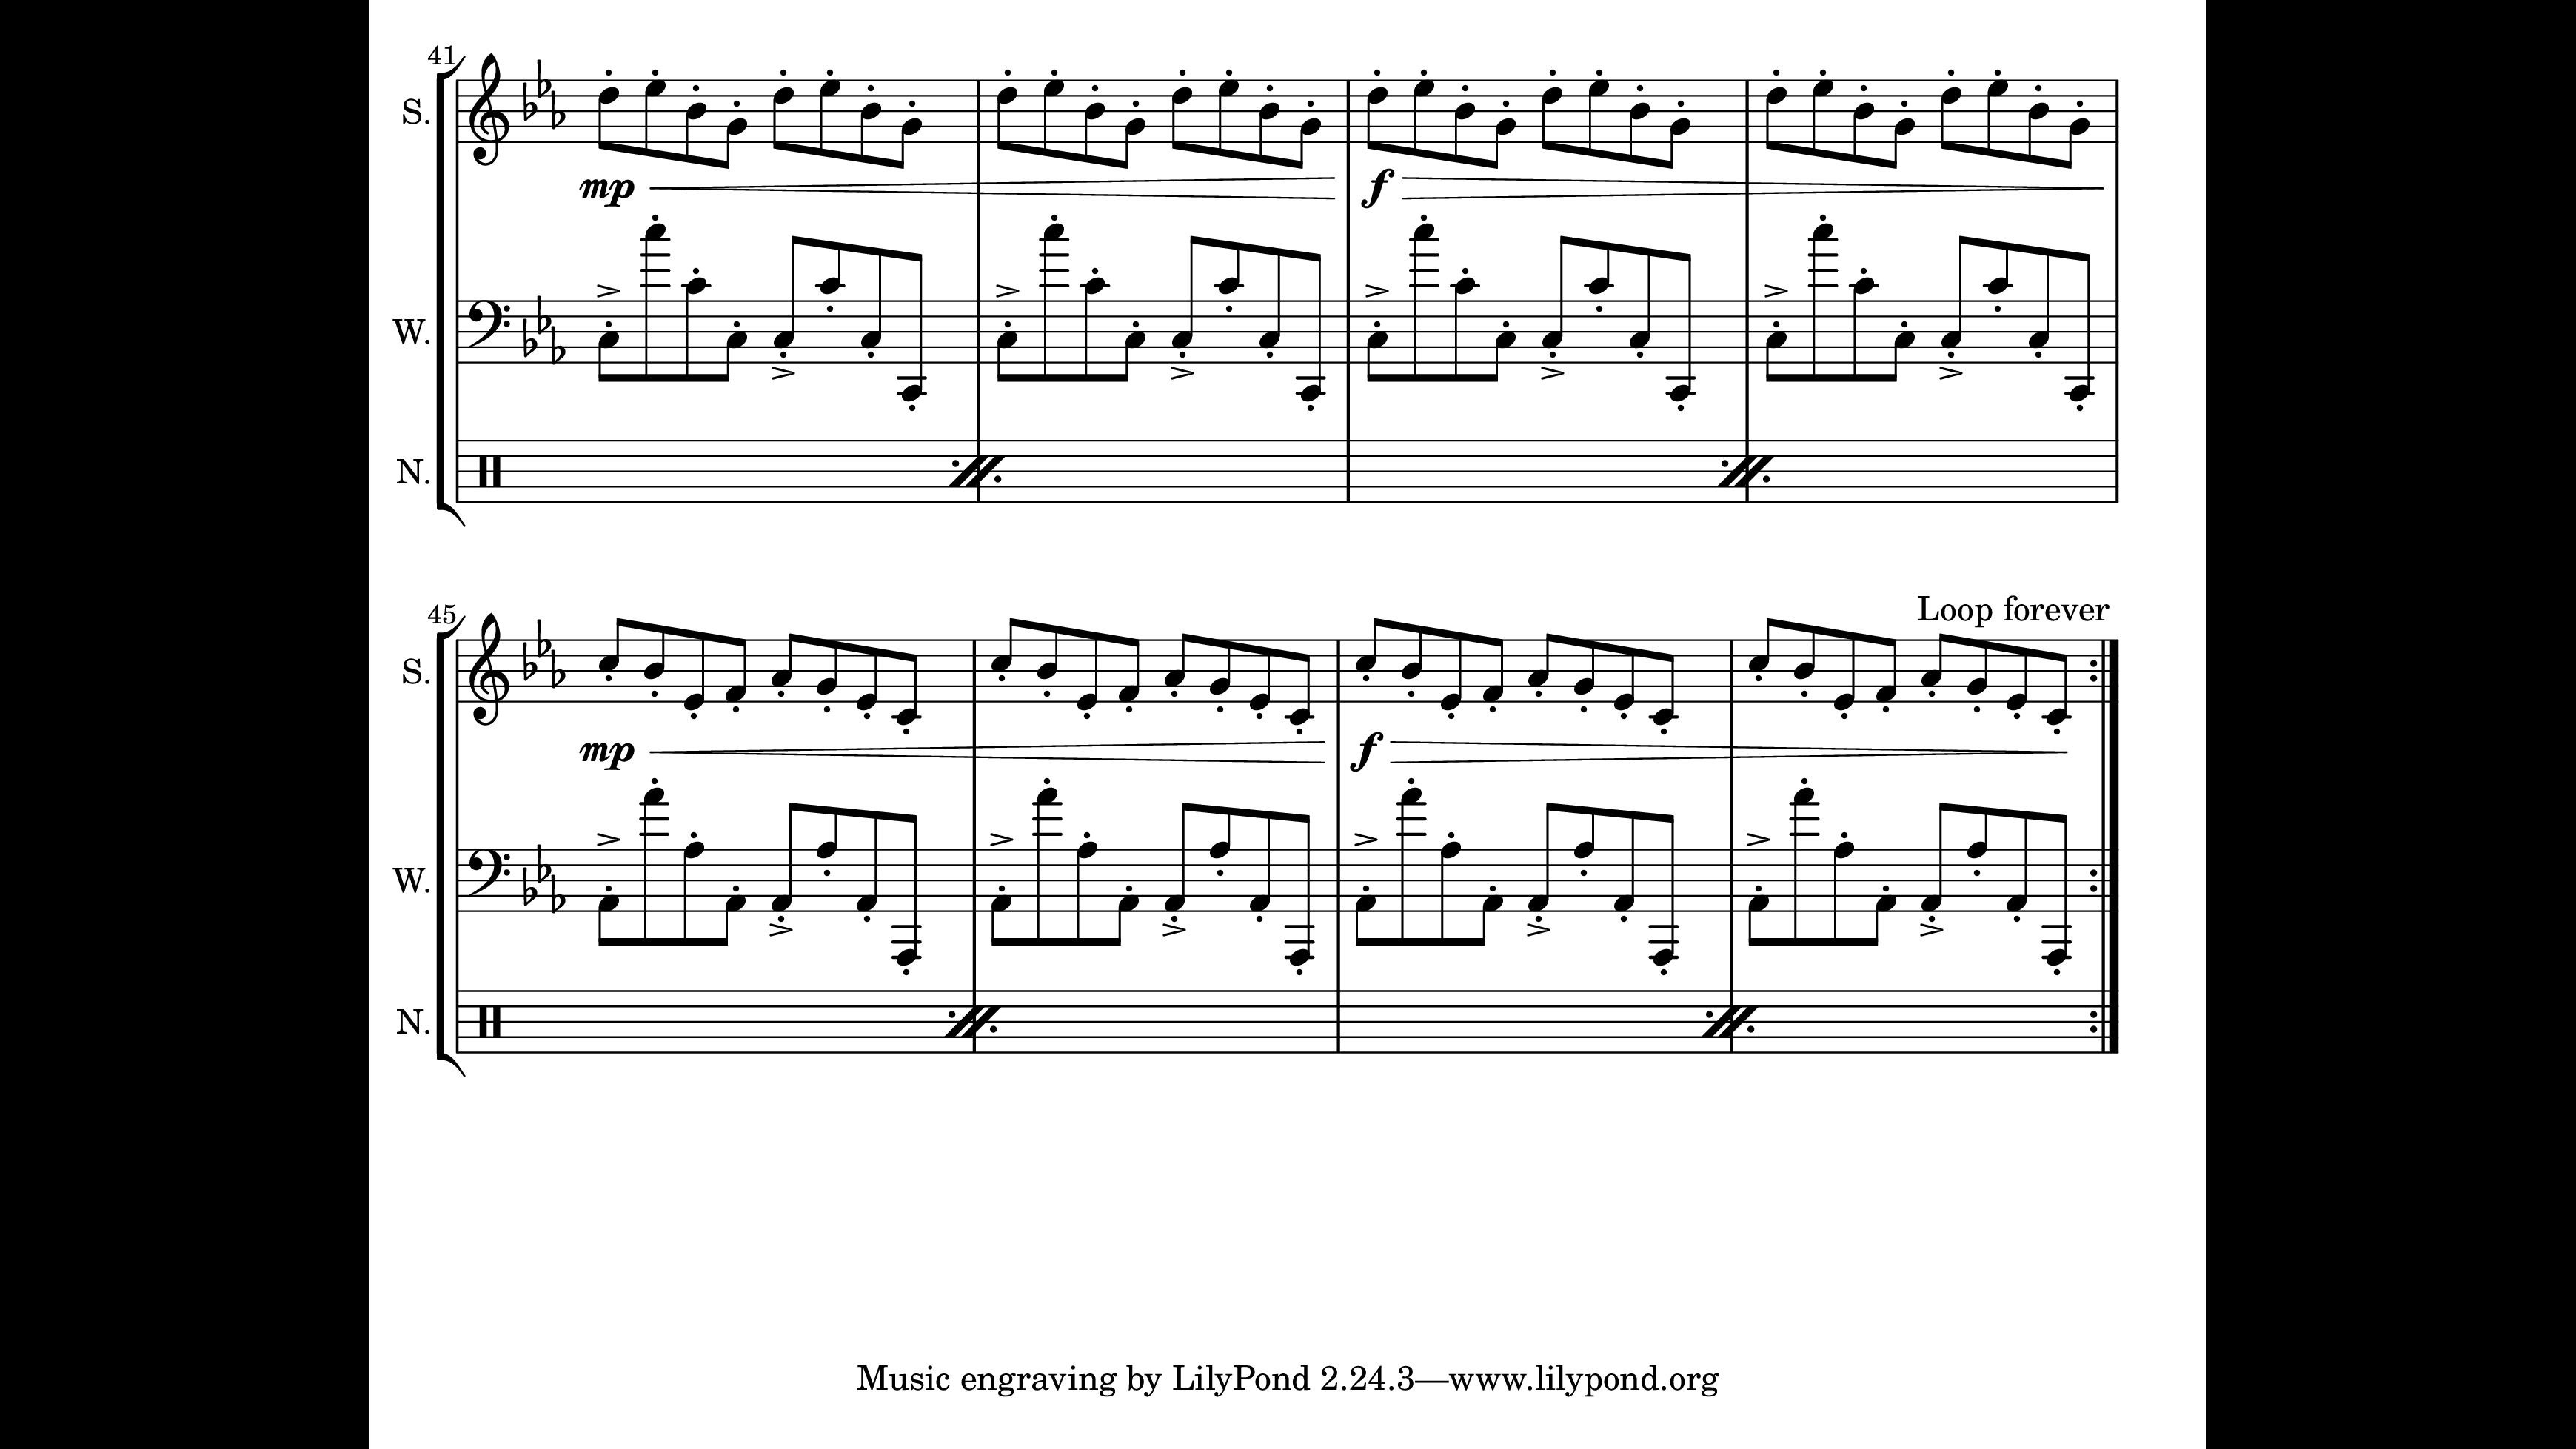 41
S.
mp f
W.
N.
45
Loop forever
S.
mp f
W.
N.
Music engraving by LilyPond 2.24.3—www.lilypond.org